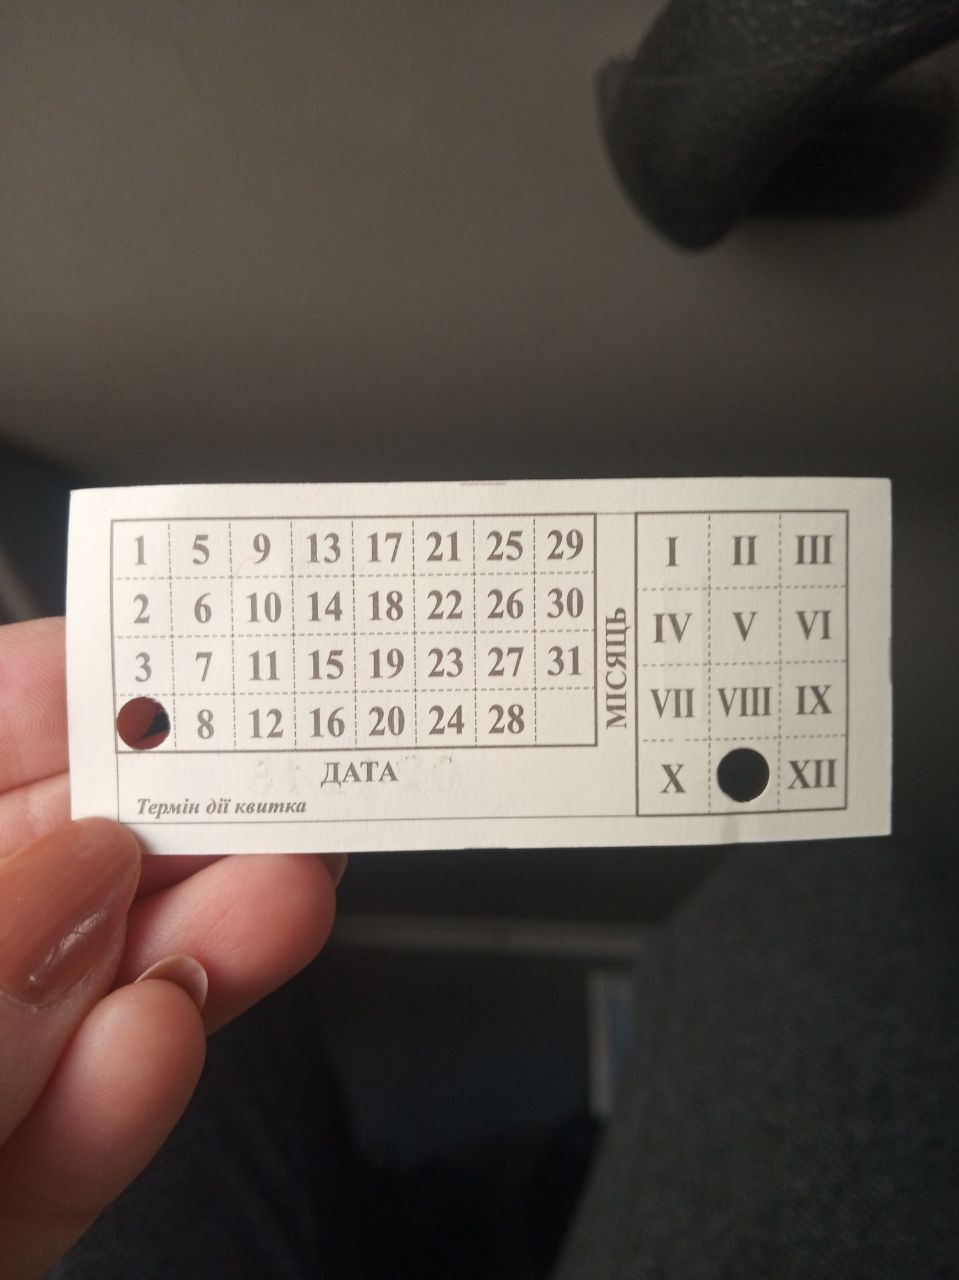 1 5 9 13 17 21 25 29
2 6 10 14 18 22 26 30
3 7 11 15 19 23 27 31
8 12 16 20 24 28
ДАТА
Термін дії квитка
МІСЯЦЬ
I II III
IV V VI
VII VIII IX
X XII